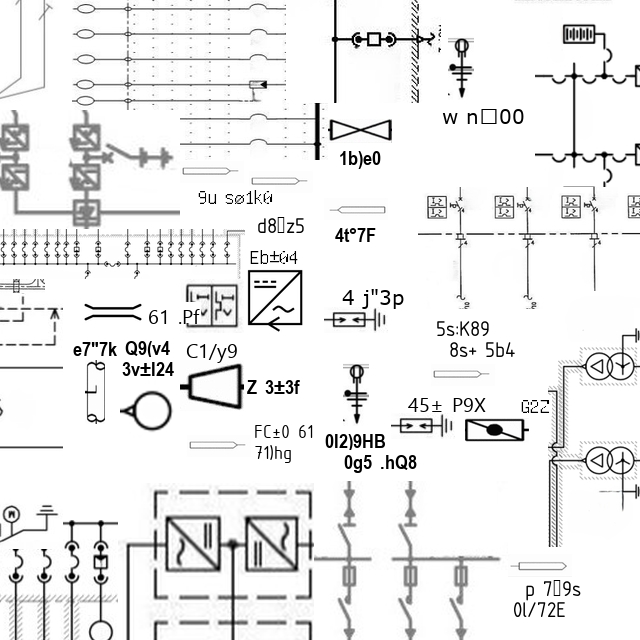 w n□00
1b)e0
9u sø1k0
d8□z5
4t°7F
Eb±04
4 j"3p
61 .Pf
5s:K89
8s+ 5b4
e7"7k
Q9(v4
3v±l24
C1/y9
Z 3±3f
45± P9X
G2Z
FC±0 61
71)hg
0I2)9HB
0g5 .hQ8
M
p 7□9s
0l/72E